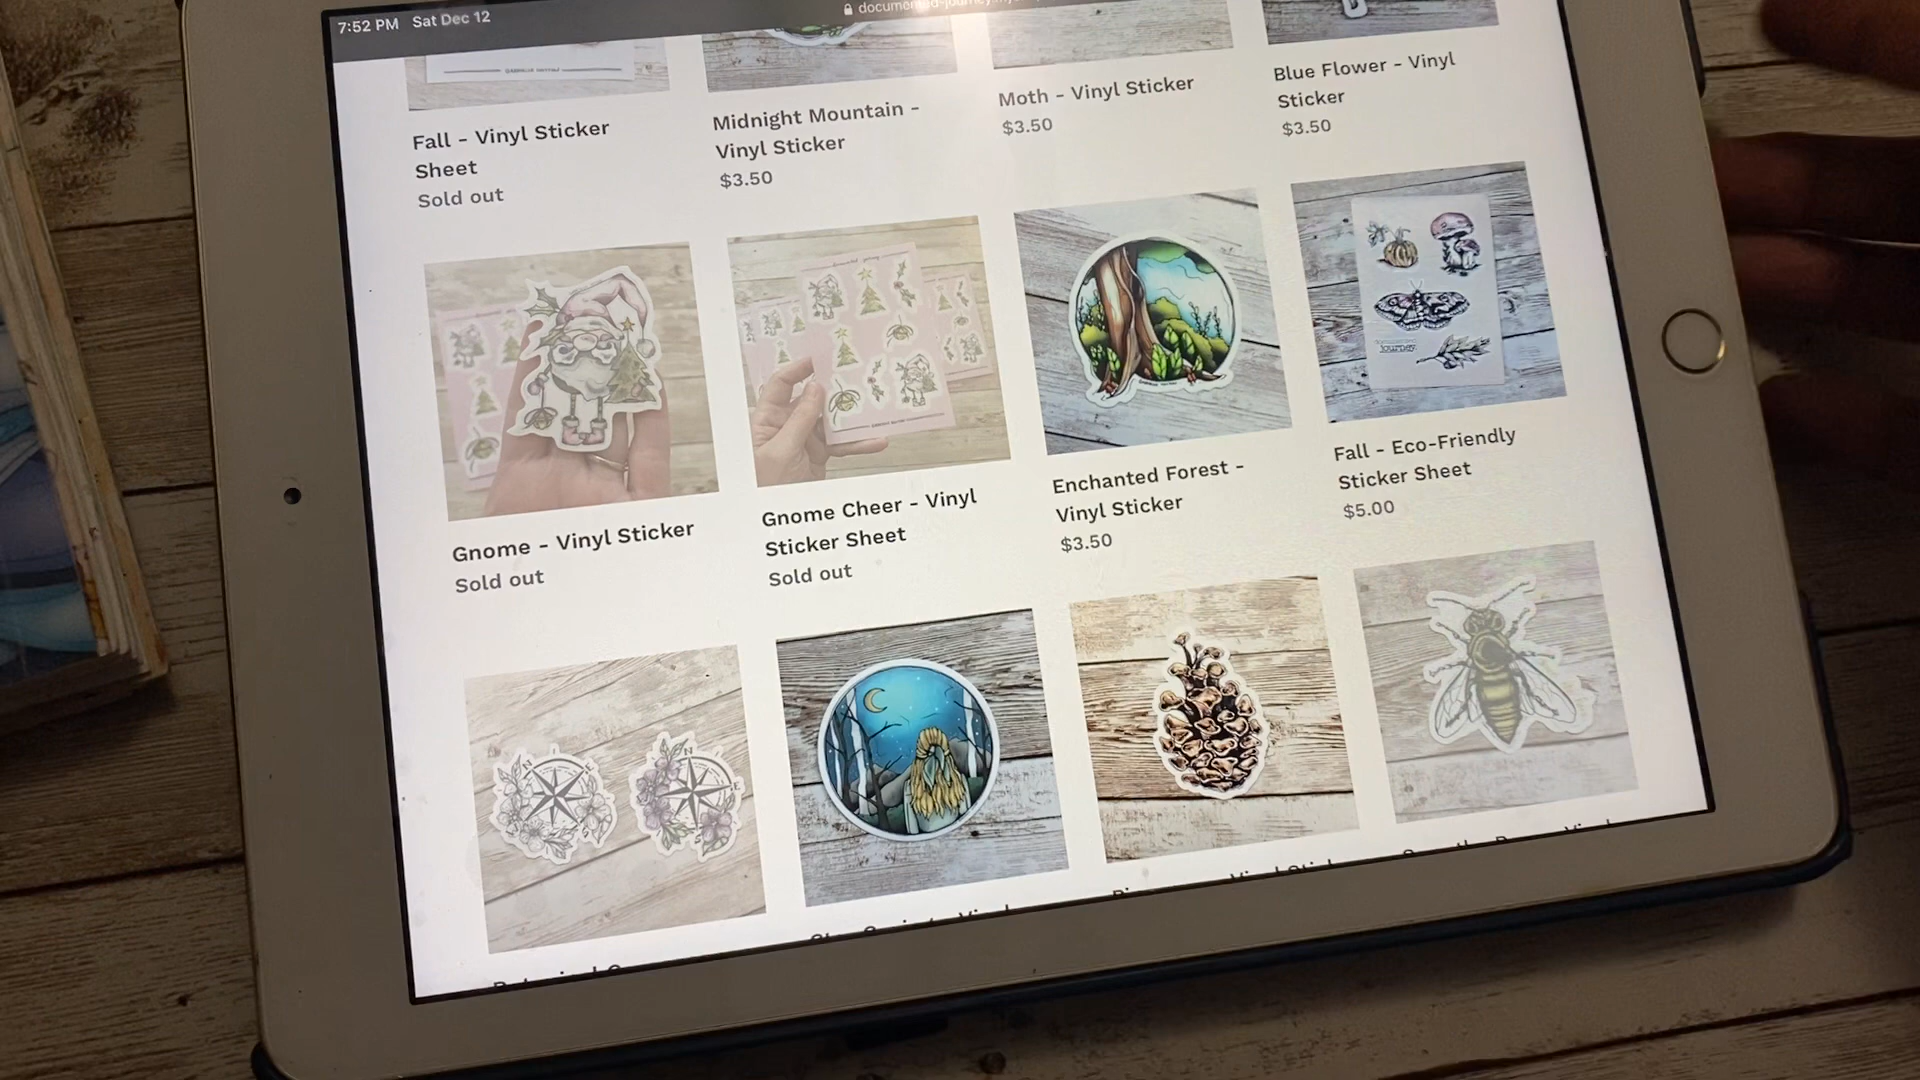 7:52 PM Sat Dec 12
Fall - Vinyl Sticker
Sheet
Sold out
Midnight Mountain -
Vinyl Sticker
$3.50
Moth - Vinyl Sticker
$3.50
Blue Flower - Vinyl
Sticker
$3.50
Gnome - Vinyl Sticker
Sold out
Gnome Cheer - Vinyl
Sticker Sheet
Sold out
Enchanted Forest -
Vinyl Sticker
$3.50
journey
Fall - Eco-Friendly
Sticker Sheet
$5.00
N
N
E